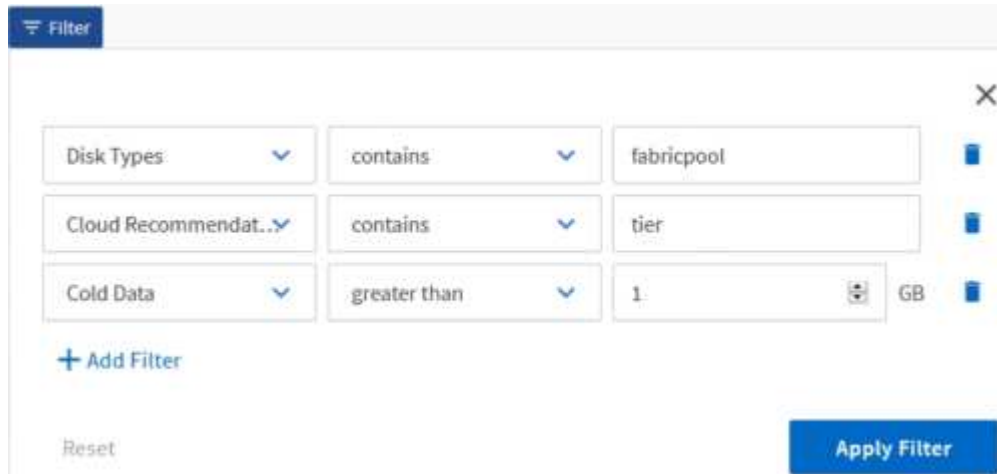 Filter
Disk Types contains fabricpool
Cloud Recommendat... contains tier
Cold Data greater than 1 GB
+ Add Filter
Reset Apply Filter